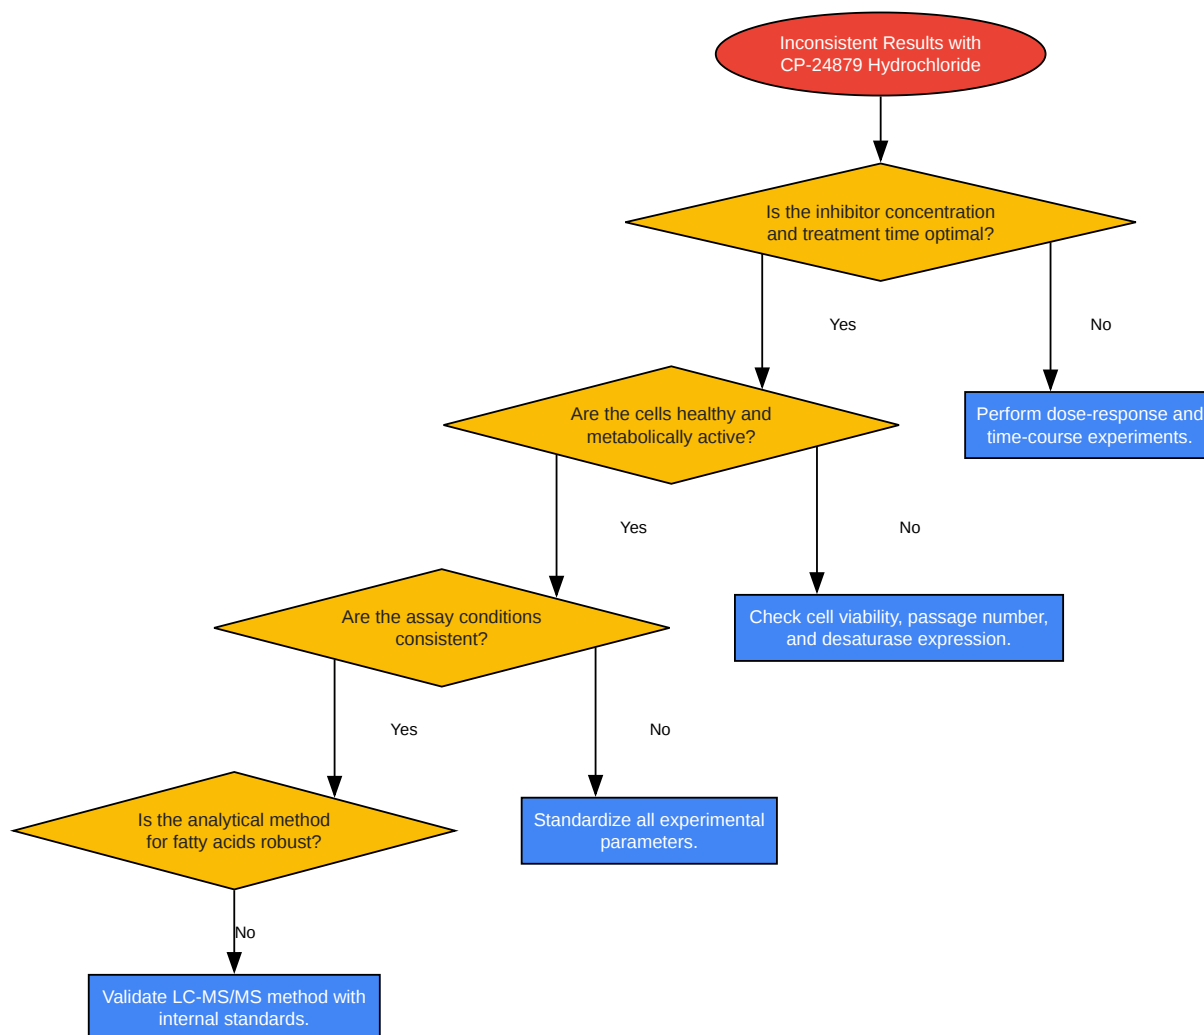 Inconsistent Results with
CP-24879 Hydrochloride
Is the inhibitor concentration
and treatment time optimal?
Yes
No
Are the cells healthy and
metabolically active?
Perform dose-response and
time-course experiments.
Yes
No
Are the assay conditions
consistent?
Check cell viability, passage number,
and desaturase expression.
Yes
No
Is the analytical method
for fatty acids robust?
Standardize all experimental
parameters.
No
Validate LC-MS/MS method with
internal standards.